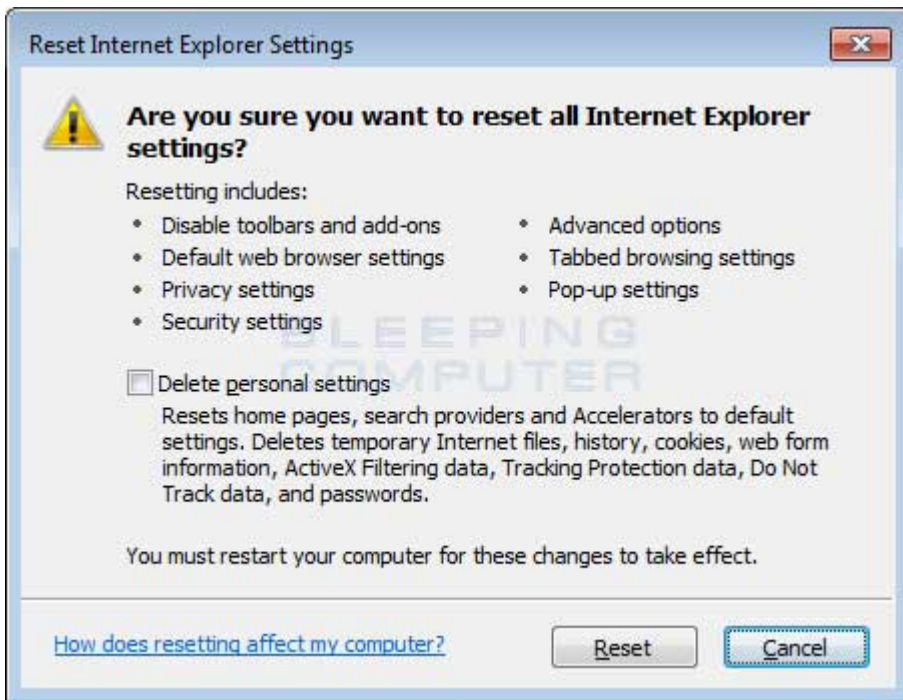 Reset Internet Explorer Settings
Are you sure you want to reset all Internet Explorer
settings?
Resetting includes:
• Disable toolbars and add-ons
• Default web browser settings
• Privacy settings
• Security settings
• Advanced options
• Tabbed browsing settings
• Pop-up settings
BLEEPING
COMPUTER
Delete personal settings
Resets home pages, search providers and Accelerators to default
settings. Deletes temporary Internet files, history, cookies, web form
information, ActiveX Filtering data, Tracking Protection data, Do Not
Track data, and passwords.
You must restart your computer for these changes to take effect.
How does resetting affect my computer?
Reset
Cancel